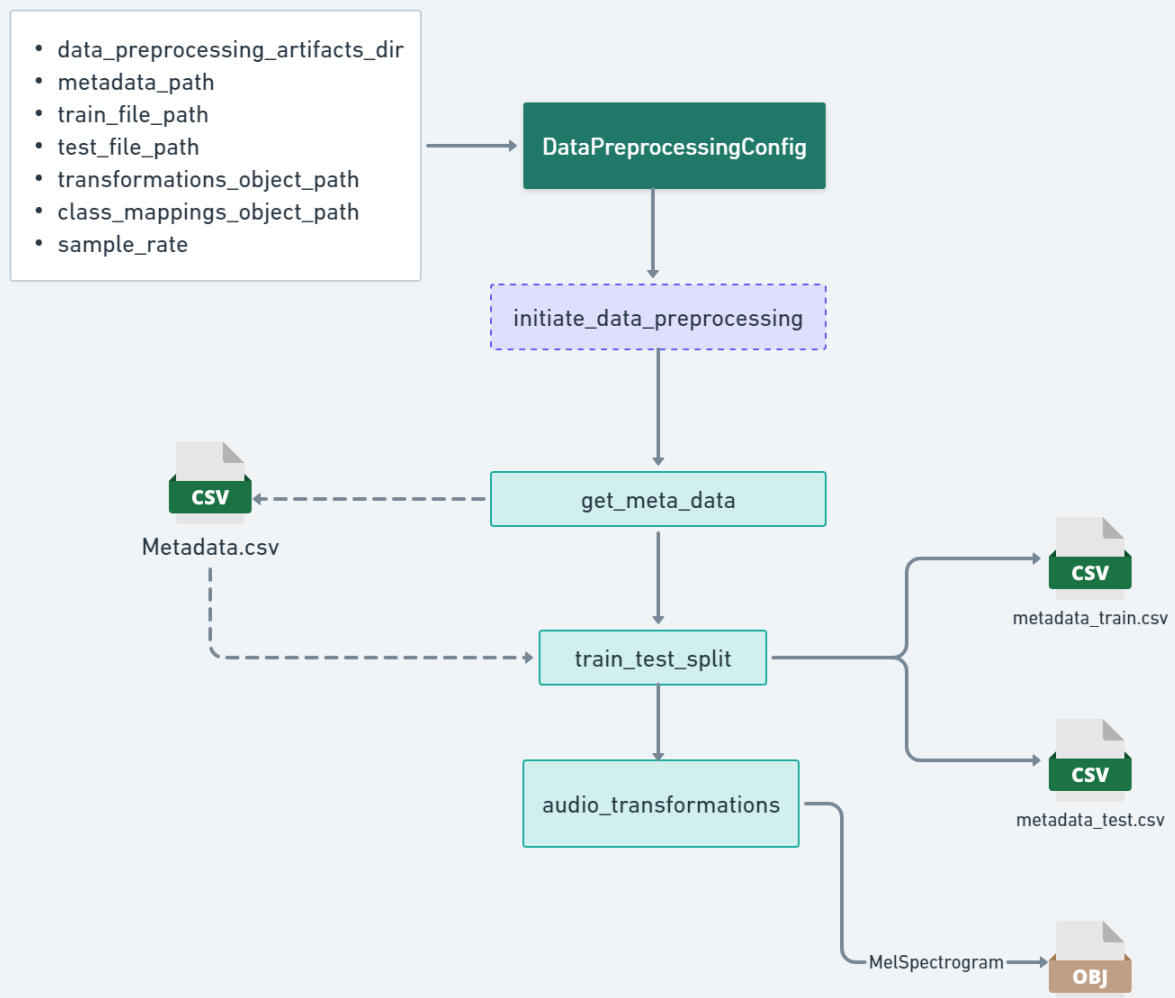 • data_preprocessing_artifacts_dir
• metadata_path
• train_file_path
• test_file_path
• transformations_object_path
• class_mappings_object_path
• sample_rate
DataPreprocessingConfig
initiate_data_preprocessing
get_meta_data
CSV
Metadata.csv
train_test_split
CSV
metadata_train.csv
CSV
metadata_test.csv
audio_transformations
MelSpectrogram
OBJ